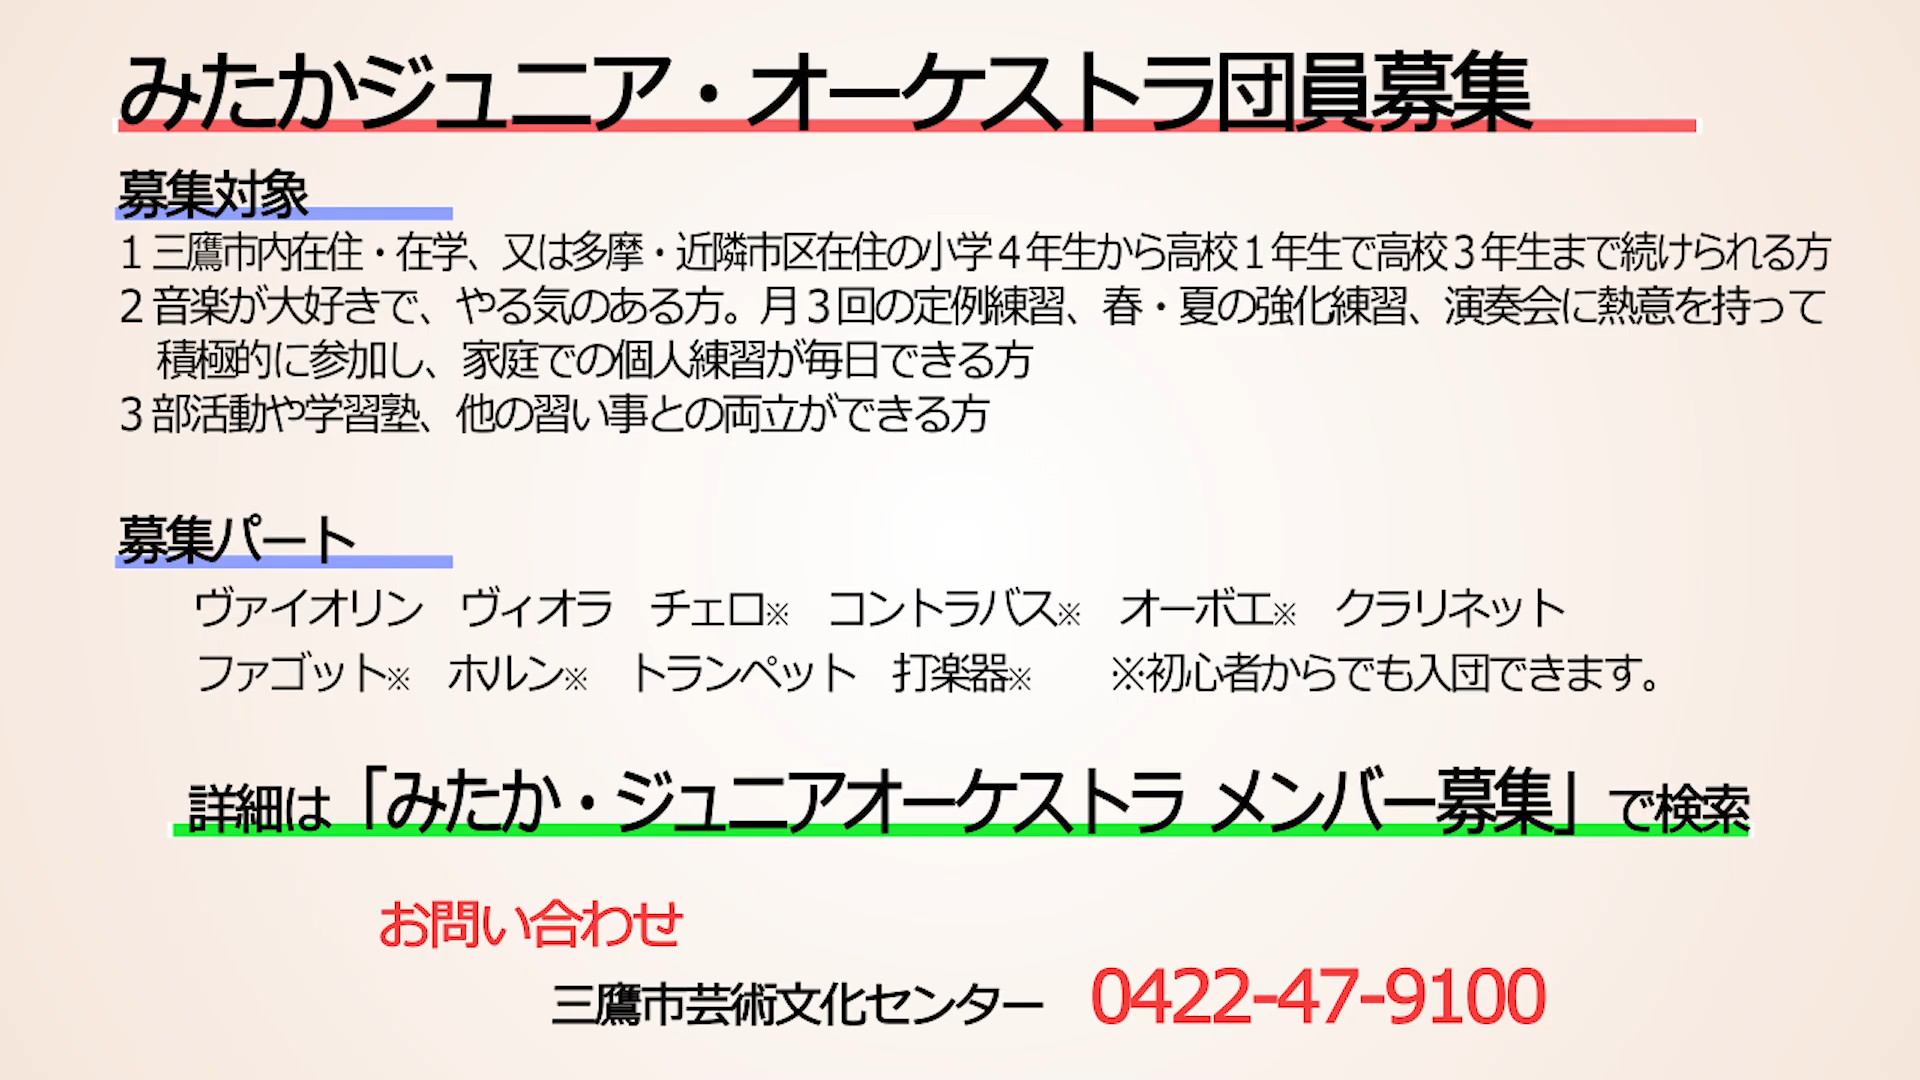 みたかジュニア・オーケストラ団員募集
募集対象
1 三鷹市内在住・在学、又は多摩・近隣市区在住の小学４年生から高校１年生で高校３年生まで続けられる方
2 音楽が大好きで、やる気のある方。月３回の定例練習、春・夏の強化練習、演奏会に熱意を持って
積極的に参加し、家庭での個人練習が毎日できる方
3 部活動や学習塾、他の習い事との両立ができる方
募集パート
ヴァイオリン　ヴィオラ　チェロ※　コントラバス※　オーボエ※　クラリネット
ファゴット※　ホルン※　トランペット　打楽器※　　※初心者からでも入団できます。
詳細は「みたか・ジュニアオーケストラ メンバー募集」で検索
お問い合わせ
三鷹市芸術文化センター　0422-47-9100